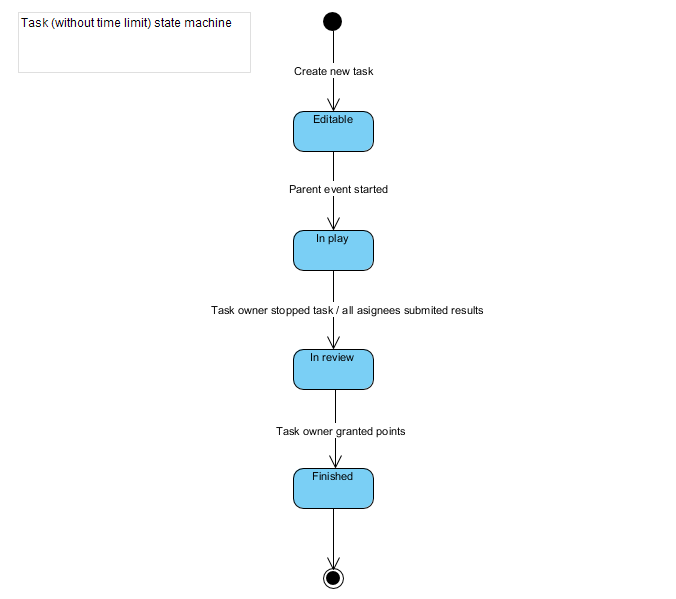 Task (without time limit) state machine
Create new task
Editable
Parent event started
In play
Task owner stopped task / all asignees submited results
In review
Task owner granted points
Finished